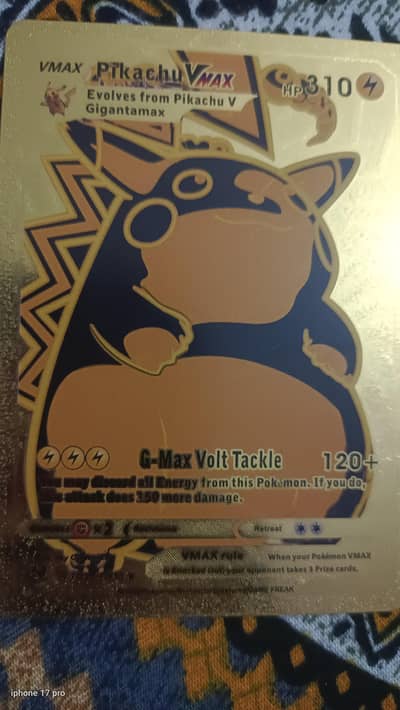 VMAX Pikachu VMAX HP 310
Evolves from Pikachu V
Gigantamax
G-Max Volt Tackle 120+
You may discard all Energy from this Pokémon. If you do,
this attack does 150 more damage.
×2 Retreat
VMAX rule When your Pokémon VMAX
is Knocked Out, your opponent takes 3 Prize cards.
GAME FREAK
iphone 17 pro